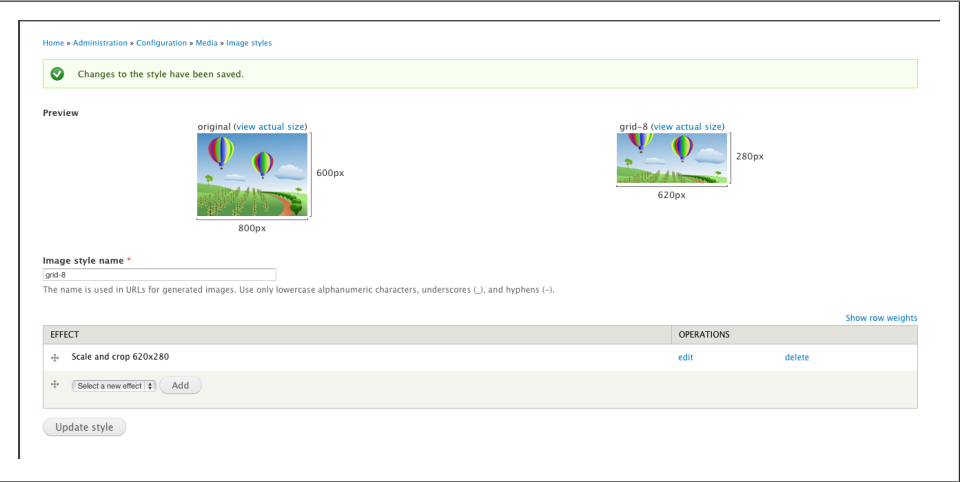 Home » Administration » Configuration » Media » Image styles
Changes to the style have been saved.
Preview
original (view actual size)
600px
800px
grid-8 (view actual size)
280px
620px
Image style name *
grid-8
The name is used in URLs for generated images. Use only lowercase alphanumeric characters, underscores (_), and hyphens (-).
Show row weights
EFFECT OPERATIONS
Scale and crop 620x280 edit delete
Select a new effect Add
Update style